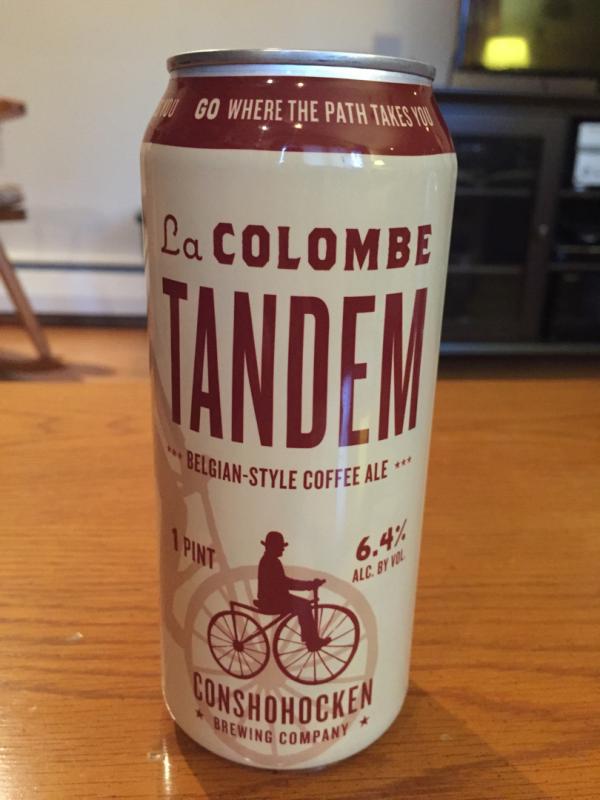 YOU GO WHERE THE PATH TAKES YOU
La COLOMBE
TANDEM
BELGIAN-STYLE COFFEE ALE
1 PINT
6.4%
ALC. BY VOL.
CONSHOHOCKEN
BREWING COMPANY